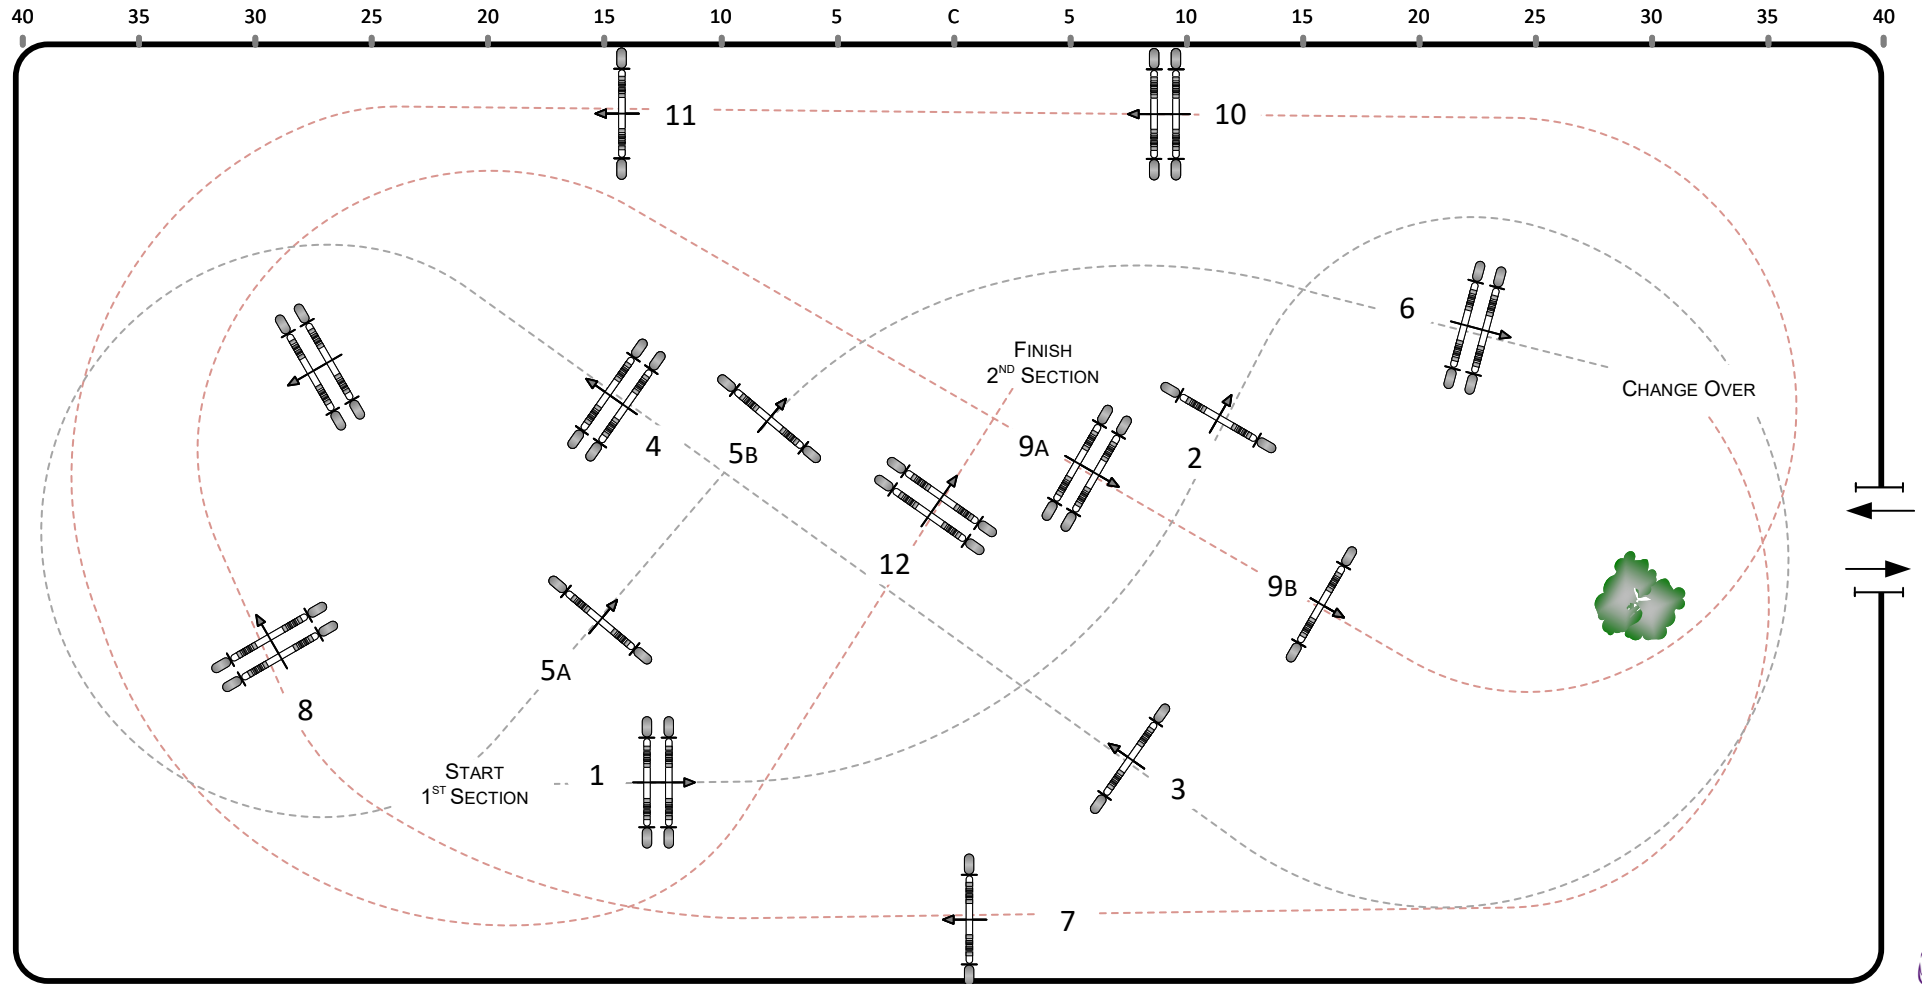 40 35 30 25 20 15 10 5 C 5 10 15 20 25 30 35 40
11
10
6
FINISH
2ND SECTION
CHANGE OVER
4
5B
9A
2
12
9B
5A
8
START
1ST SECTION
1
3
7